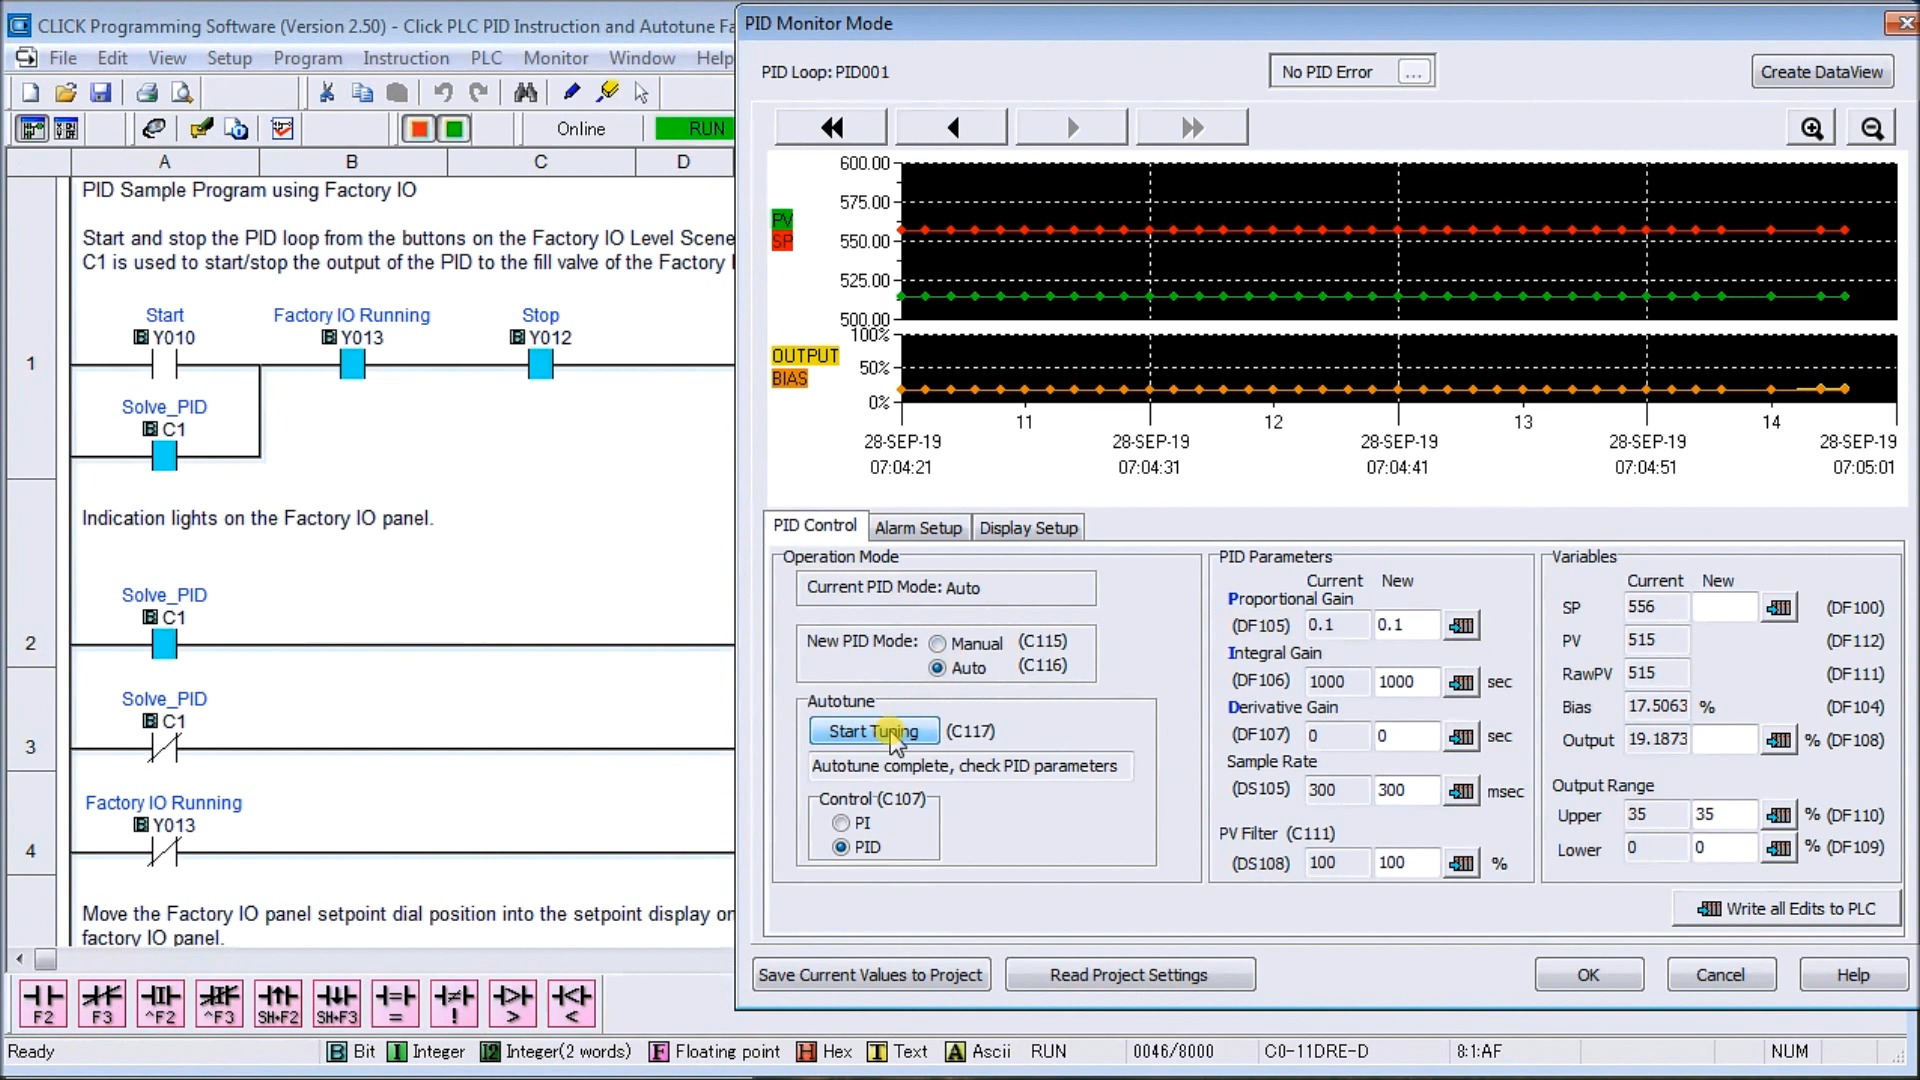 CLICK Programming Software (Version 2.50) - Click PLC PID Instruction and Autotune Fa
File Edit View Setup Program Instruction PLC Monitor Window Help
Online
RUN
A B C D
PID Sample Program using Factory IO
Start and stop the PID loop from the buttons on the Factory IO Level Scene
C1 is used to start/stop the output of the PID to the fill valve of the Factory I
1
Start
B Y010
Factory IO Running
B Y013
Stop
B Y012
Solve_PID
B C1
Indication lights on the Factory IO panel.
2
Solve_PID
B C1
3
Solve_PID
B C1
4
Factory IO Running
B Y013
Move the Factory IO panel setpoint dial position into the setpoint display on
factory IO panel.
F2 F3 ^F2 ^F3 SH+F2 SH+F3 = ! > <
Ready
B Bit I Integer I2 Integer(2 words) F Floating point H Hex T Text A Ascii RUN 0046/8000 C0-11DRE-D 8:1:AF NUM
PID Monitor Mode
PID Loop: PID001
No PID Error ...
Create DataView
600.00
575.00
550.00
525.00
500.00
PV
SP
100%
50%
0%
OUTPUT
BIAS
11 12 13 14
28-SEP-19 28-SEP-19 28-SEP-19 28-SEP-19 28-SEP-19
07:04:21 07:04:31 07:04:41 07:04:51 07:05:01
PID Control Alarm Setup Display Setup
Operation Mode
Current PID Mode: Auto
New PID Mode: Manual (C115)
Auto (C116)
Autotune
Start Tuning (C117)
Autotune complete, check PID parameters
Control (C107)
PI
PID
PID Parameters
Current New
Proportional Gain
(DF105) 0.1 0.1
Integral Gain
(DF106) 1000 1000 sec
Derivative Gain
(DF107) 0 0 sec
Sample Rate
(DS105) 300 300 msec
PV Filter (C111)
(DS108) 100 100 %
Variables
Current New
SP 556 (DF100)
PV 515 (DF112)
RawPV 515 (DF111)
Bias 17.5063 % (DF104)
Output 19.1873 % (DF108)
Output Range
Upper 35 35 % (DF110)
Lower 0 0 % (DF109)
Write all Edits to PLC
Save Current Values to Project
Read Project Settings
OK
Cancel
Help